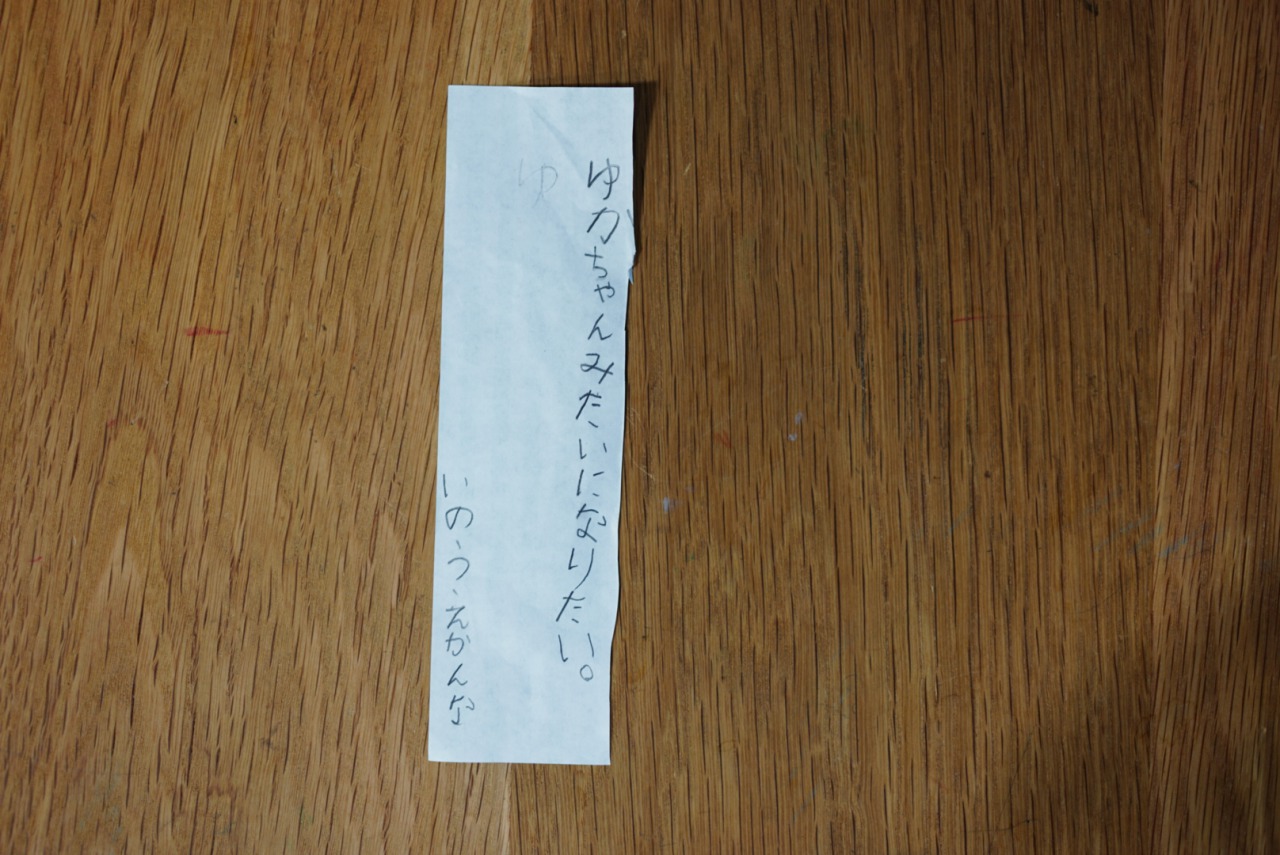 ゆかちゃんみたいになりたい。
ゆ
いのうえかんな